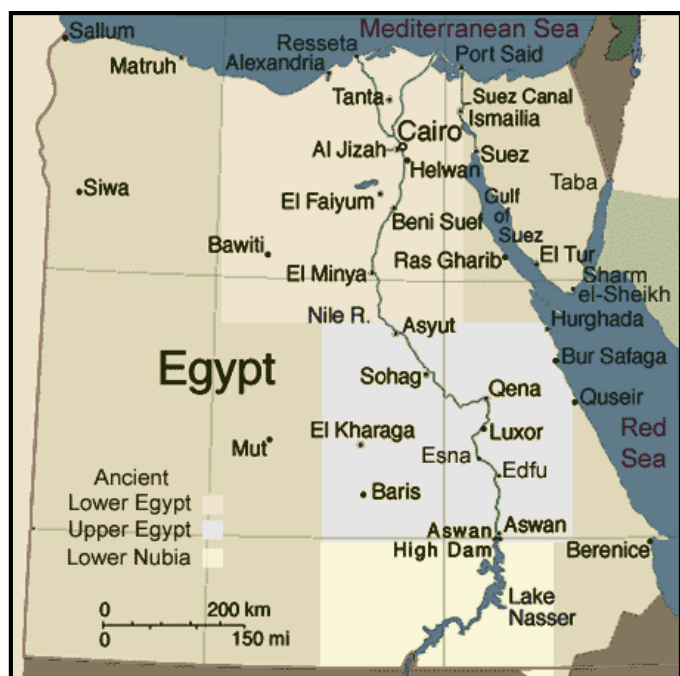 Mediterranean Sea
Sallum
Resseta
Matruh
Alexandria
Port Said
Tanta
Suez Canal
Ismailia
Cairo
Al Jizah
Suez
Helwan
Siwa
Taba
El Faiyum
Gulf
of
Suez
Beni Suef
Bawiti
Ras Gharib
El Tur
El Minya
Sharm
el-Sheikh
Nile R.
Hurghada
Asyut
Bur Safaga
Egypt
Sohag
Qena
Quseir
El Kharaga
Luxor
Red
Sea
Mut
Esna
Edfu
Ancient
Lower Egypt
Baris
Upper Egypt
Aswan
Aswan
High Dam
Lower Nubia
Berenice
Lake
Nasser
0 200 km
0 150 mi